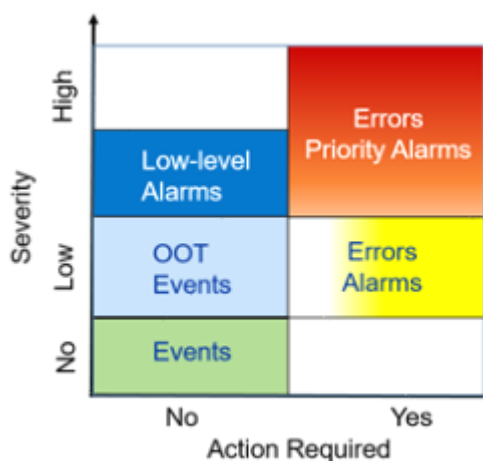 High
Errors
Priority Alarms
Low-level
Alarms
Severity
Low
OOT
Events
Errors
Alarms
No
Events
No
Yes
Action Required